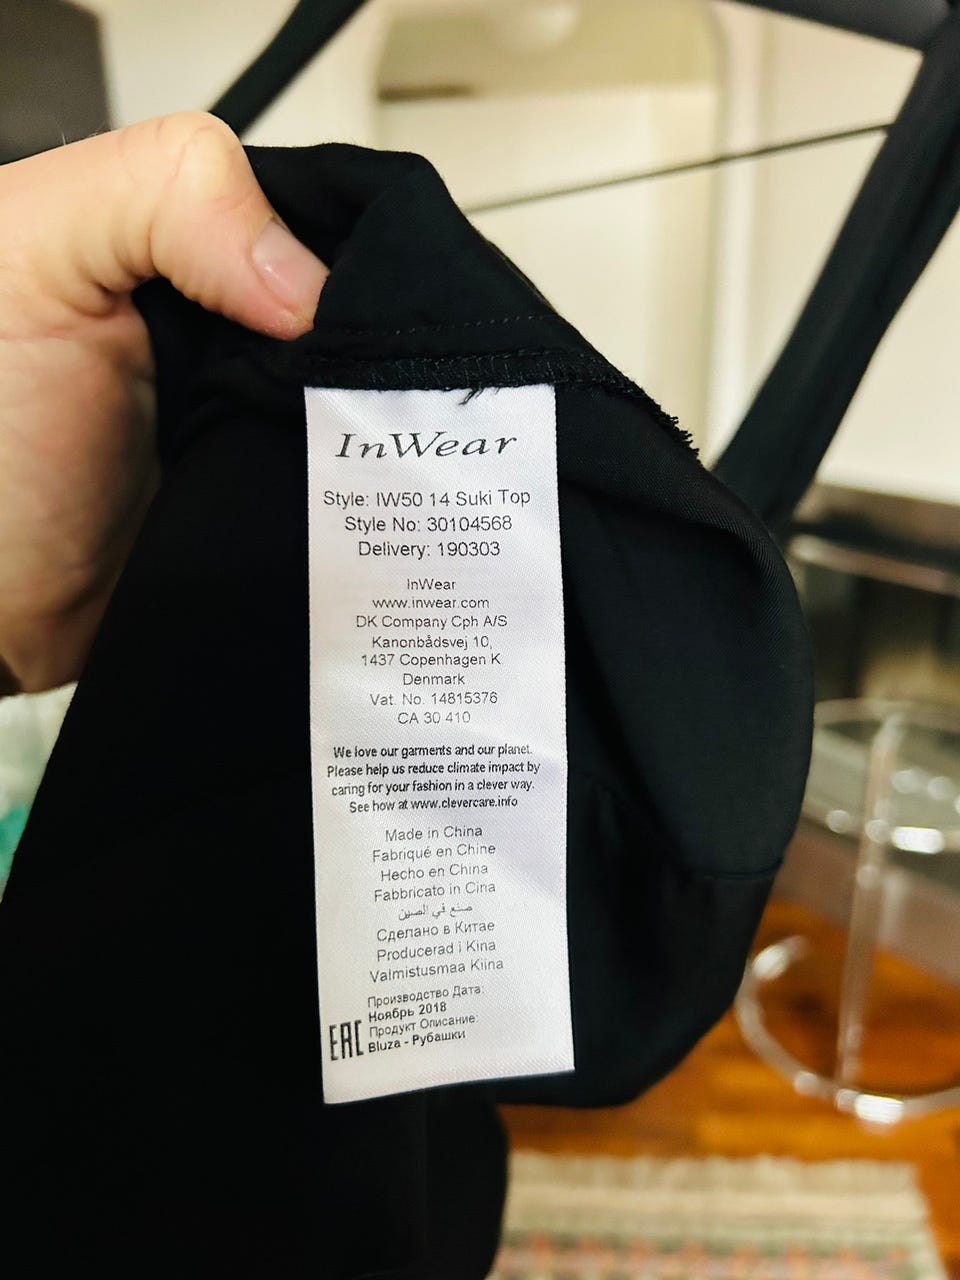 InWear
Style: IW50 14 Suki Top
Style No: 30104568
Delivery: 190303
InWear
www.inwear.com
DK Company Cph A/S
Kanonbådsvej 10,
1437 Copenhagen K
Denmark
Vat. No. 14815376
CA 30 410
We love our garments and our planet.
Please help us reduce climate impact by
caring for your fashion in a clever way.
See how at www.clevercare.info
Made in China
Fabriqué en Chine
Hecho en China
Fabbricato in Cina
صنع في الصين
Сделано в Китае
Producerad i Kina
Valmistusmaa Kiina
Производство Дата:
Ноябрь 2018
Продукт Описание:
EAC Bluza - Рубашки